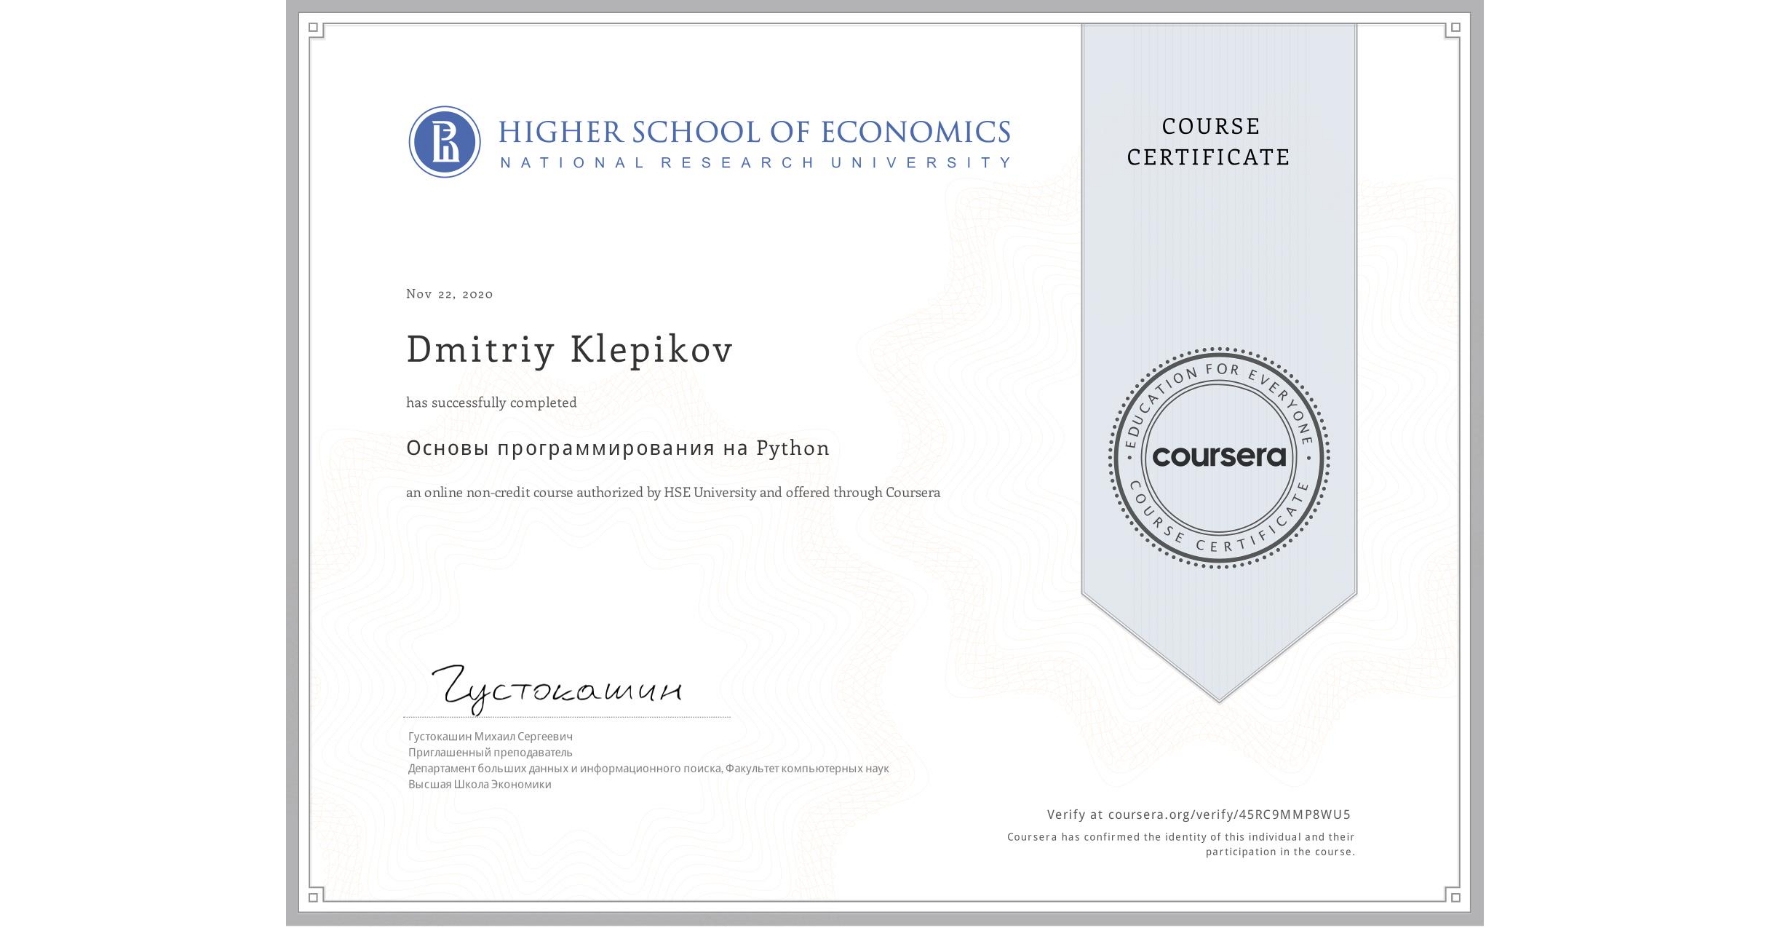 HIGHER SCHOOL OF ECONOMICS
NATIONAL RESEARCH UNIVERSITY
COURSE
CERTIFICATE
Nov 22, 2020
Dmitriy Klepikov
has successfully completed
Основы программирования на Python
an online non-credit course authorized by HSE University and offered through Coursera
EDUCATION FOR EVERYONE
coursera
COURSE CERTIFICATE
Густокашин
Густокашин Михаил Сергеевич
Приглашенный преподаватель
Департамент больших данных и информационного поиска, Факультет компьютерных наук
Высшая Школа Экономики
Verify at coursera.org/verify/45RC9MMP8WU5
Coursera has confirmed the identity of this individual and their
participation in the course.